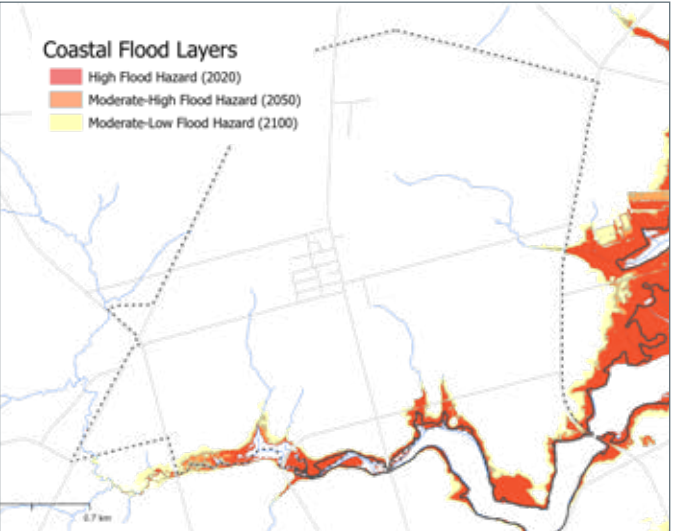 Coastal Flood Layers
High Flood Hazard (2020)
Moderate-High Flood Hazard (2050)
Moderate-Low Flood Hazard (2100)
0.7 km